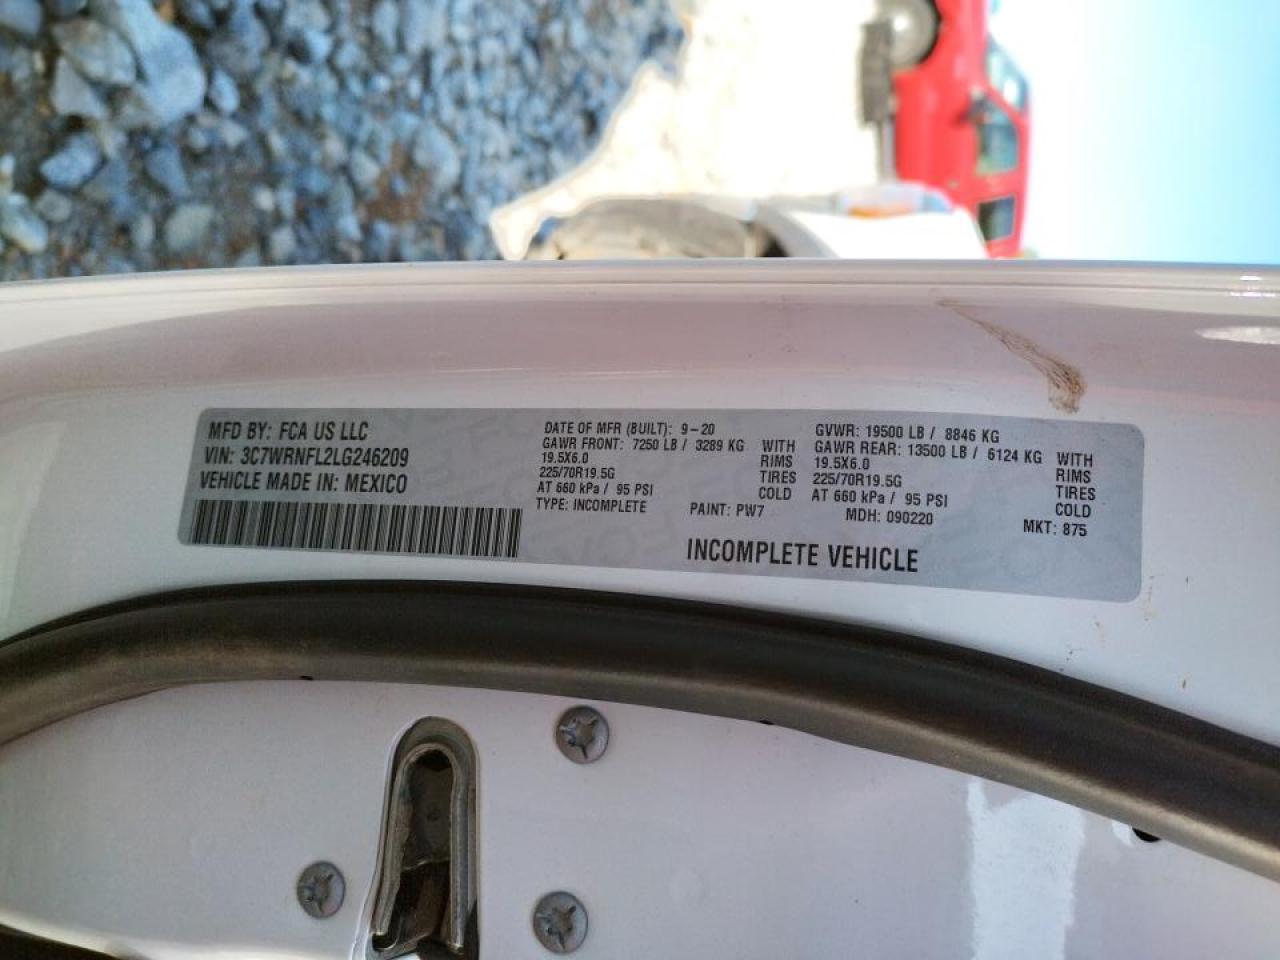 MFD BY: FCA US LLC
VIN: 3C7WRNFL2LG246209
VEHICLE MADE IN: MEXICO
DATE OF MFR (BUILT): 9-20
GAWR FRONT: 7250 LB / 3289 KG WITH
19.5X6.0 RIMS
225/70R19.5G TIRES
AT 660 kPa / 95 PSI COLD
TYPE: INCOMPLETE PAINT: PW7
GVWR: 19500 LB / 8846 KG
GAWR REAR: 13500 LB / 6124 KG WITH
19.5X6.0 RIMS
225/70R19.5G TIRES
AT 660 kPa / 95 PSI COLD
MDH: 090220 MKT: 875
INCOMPLETE VEHICLE